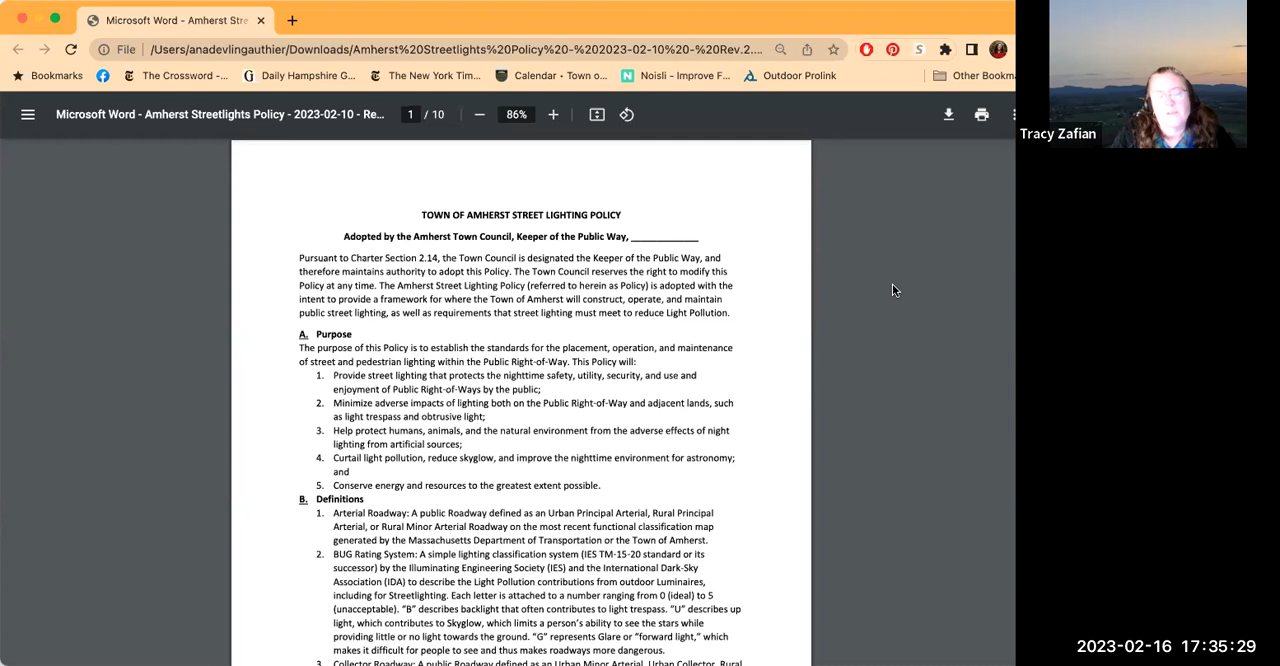 Microsoft Word - Amherst Stre
File
/Users/anadevlingauthier/Downloads/Amherst%20Streetlights%20Policy%20-%202023-02-10%20-%20Rev.2....
Bookmarks
The Crossword -...
Daily Hampshire G...
The New York Tim...
Calendar • Town o...
Noisli - Improve F...
Outdoor Prolink
Other Bookma
Microsoft Word - Amherst Streetlights Policy - 2023-02-10 - Re...
1 / 10
86%
Tracy Zafian
TOWN OF AMHERST STREET LIGHTING POLICY
Adopted by the Amherst Town Council, Keeper of the Public Way, ____________
Pursuant to Charter Section 2.14, the Town Council is designated the Keeper of the Public Way, and
therefore maintains authority to adopt this Policy. The Town Council reserves the right to modify this
Policy at any time. The Amherst Street Lighting Policy (referred to herein as Policy) is adopted with the
intent to provide a framework for where the Town of Amherst will construct, operate, and maintain
public street lighting, as well as requirements that street lighting must meet to reduce Light Pollution.
A. Purpose
The purpose of this Policy is to establish the standards for the placement, operation, and maintenance
of street and pedestrian lighting within the Public Right-of-Way. This Policy will:
1. Provide street lighting that protects the nighttime safety, utility, security, and use and
enjoyment of Public Right-of-Ways by the public;
2. Minimize adverse impacts of lighting both on the Public Right-of-Way and adjacent lands, such
as light trespass and obtrusive light;
3. Help protect humans, animals, and the natural environment from the adverse effects of night
lighting from artificial sources;
4. Curtail light pollution, reduce skyglow, and improve the nighttime environment for astronomy;
and
5. Conserve energy and resources to the greatest extent possible.
B. Definitions
1. Arterial Roadway: A public Roadway defined as an Urban Principal Arterial, Rural Principal
Arterial, or Rural Minor Arterial Roadway on the most recent functional classification map
generated by the Massachusetts Department of Transportation or the Town of Amherst.
2. BUG Rating System: A simple lighting classification system (IES TM-15-20 standard or its
successor) by the Illuminating Engineering Society (IES) and the International Dark-Sky
Association (IDA) to describe the Light Pollution contributions from outdoor Luminaires,
including for Streetlighting. Each letter is attached to a number ranging from 0 (ideal) to 5
(unacceptable). “B” describes backlight that often contributes to light trespass. “U” describes up
light, which contributes to Skyglow, which limits a person’s ability to see the stars while
providing little or no light towards the ground. “G” represents Glare or “forward light,” which
makes it difficult for people to see and thus makes roadways more dangerous.
3. Collector Roadway: A public Roadway defined as an Urban Minor Arterial, Urban Collector, Rural
2023-02-16 17:35:29